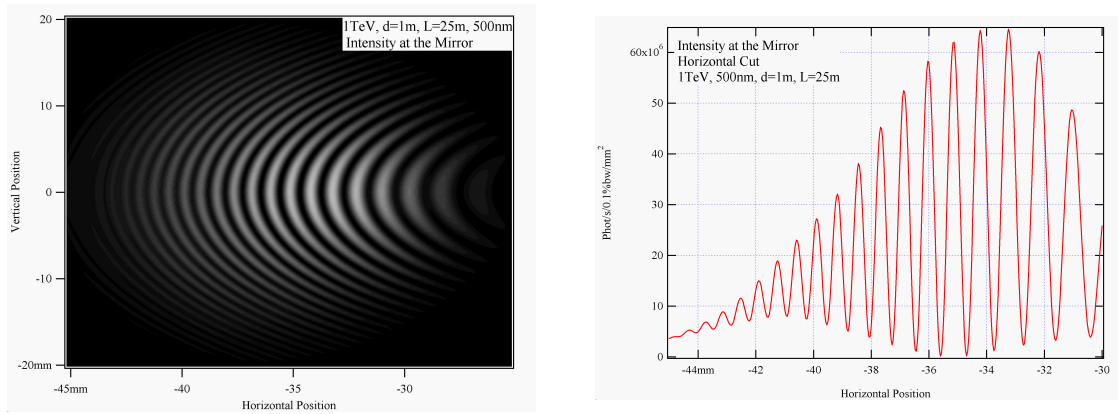 1TeV, d=1m, L=25m, 500nm
Intensity at the Mirror
20
10
0
-10
-20mm
Vertical Position
-45mm
-40
-35
-30
Horizontal Position
Intensity at the Mirror
Horizontal Cut
1TeV, 500nm, d=1m, L=25m
60x10⁶
50
40
30
20
10
0
Phot/s/0.1%bw/mm²
-44mm
-42
-40
-38
-36
-34
-32
-30
Horizontal Position